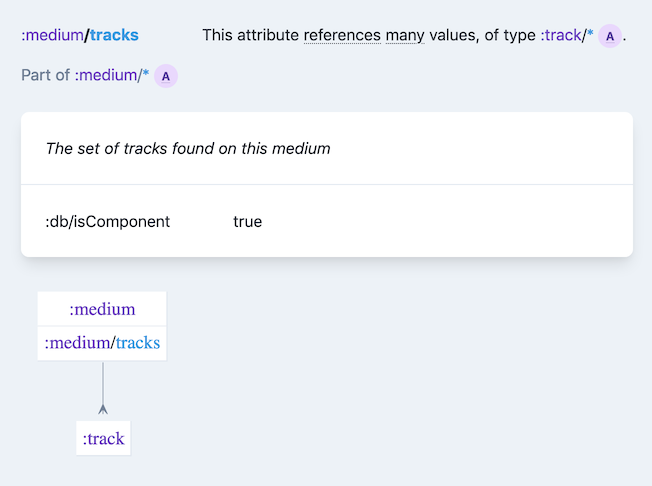 :medium/tracks This attribute references many values, of type :track/* A .
Part of :medium/* A
The set of tracks found on this medium
:db/isComponent true
:medium
:medium/tracks
:track